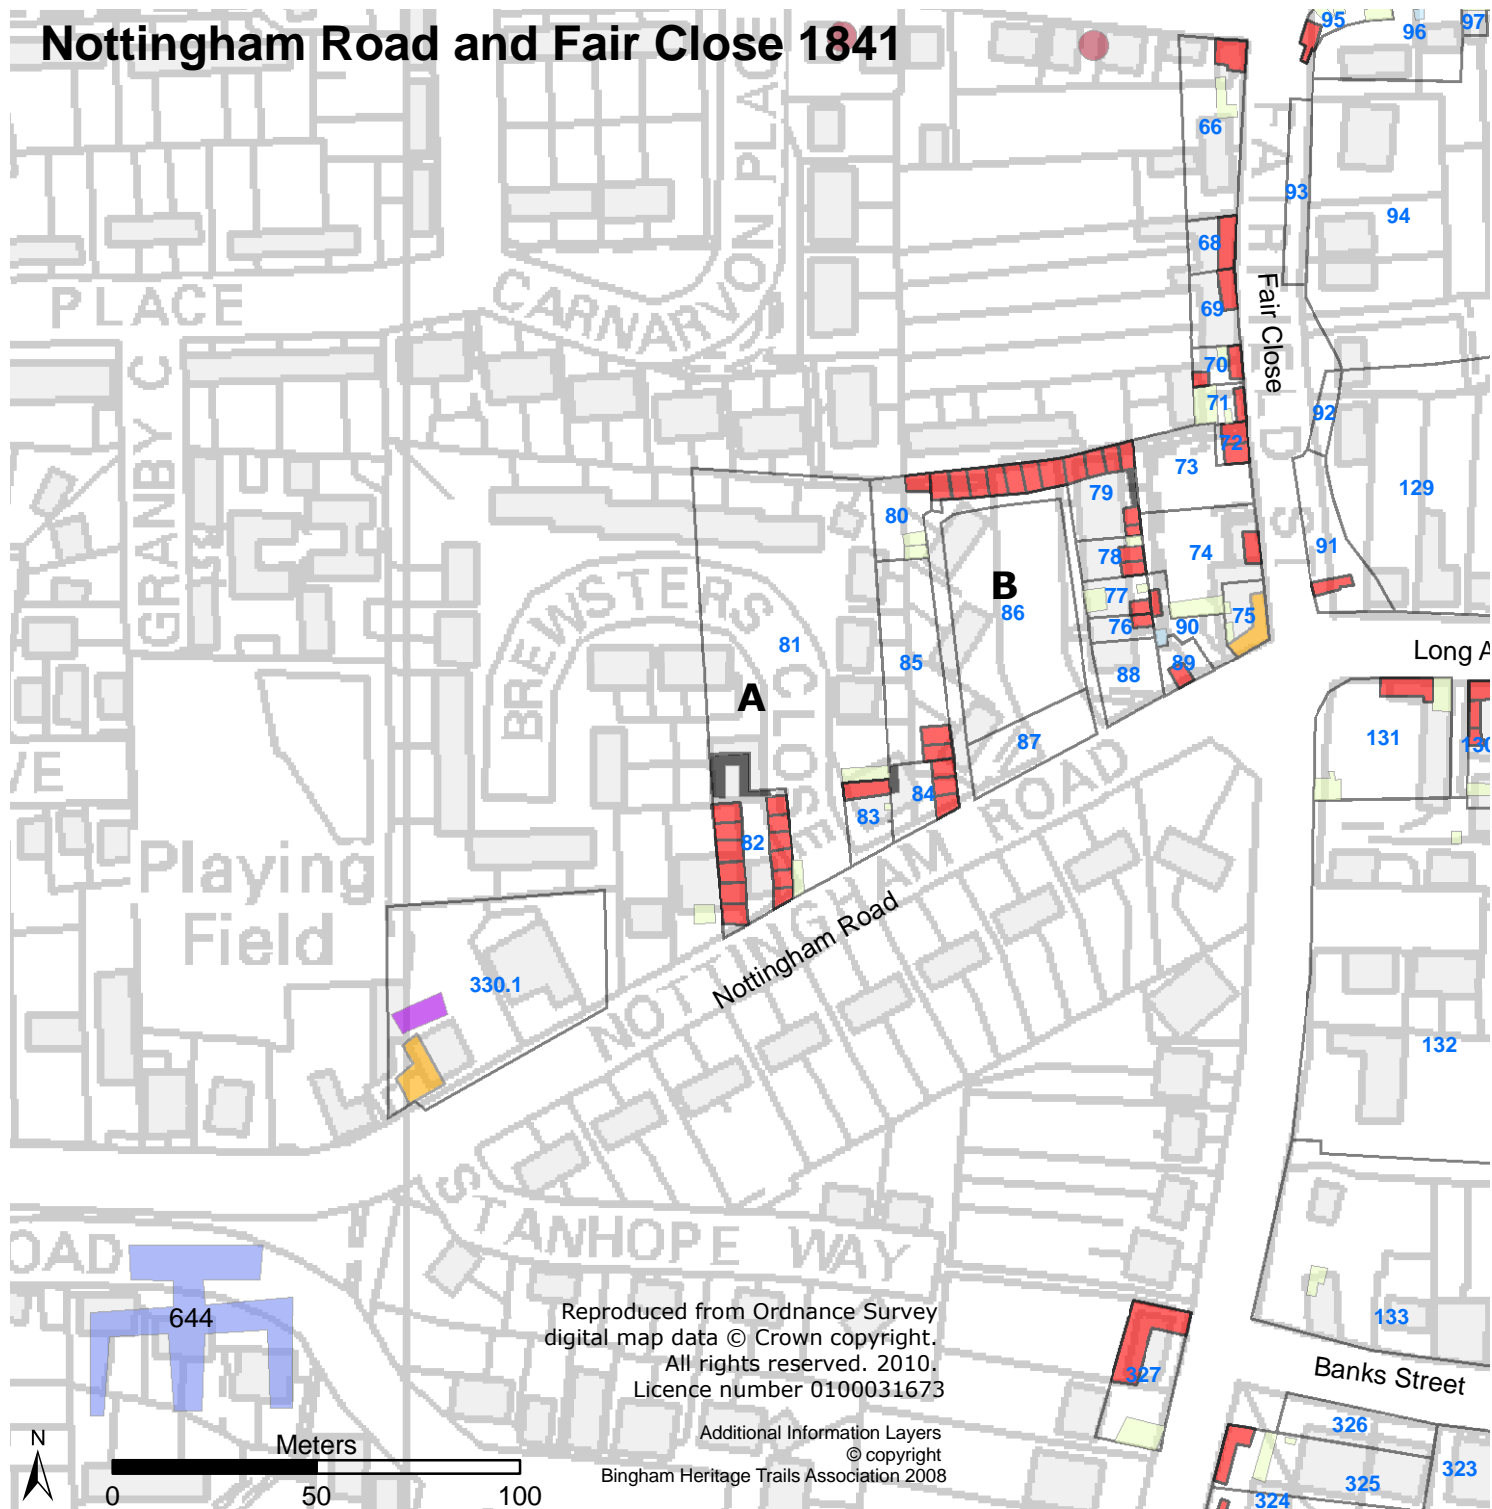 Nottingham Road and Fair Close 1841
95
96
97
66
93
94
68
69
Fair Close
70
71
72
92
73
129
PLACE
CARNARVON PLACE
GRANBY C
79
80
78
74
91
B
86
77
76
90
75
BREWSTERS
CLOSE
81
85
89
88
Long A
A
87
131
130
84
83
82
VE
Playing
Field
NOTTINGHAM ROAD
Nottingham Road
330.1
132
STANHOPE WAY
OAD
644
133
327
Banks Street
326
325
323
324
Reproduced from Ordnance Survey
digital map data © Crown copyright.
All rights reserved. 2010.
Licence number 0100031673
Additional Information Layers
© copyright
Bingham Heritage Trails Association 2008
N
Meters
0 50 100